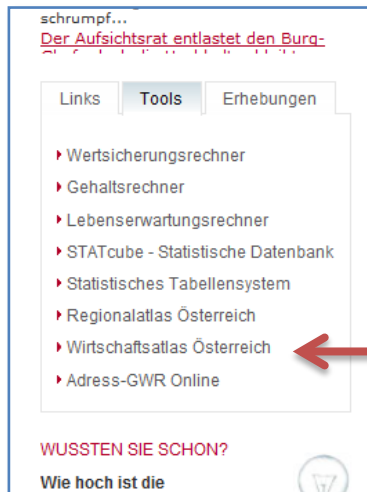 schrumpf...
Der Aufsichtsrat entlastet den Burg-
Links Tools Erhebungen
Wertsicherungsrechner
Gehaltsrechner
Lebenserwartungsrechner
STATcube - Statistische Datenbank
Statistisches Tabellensystem
Regionalatlas Österreich
Wirtschaftsatlas Österreich
Adress-GWR Online
WUSSTEN SIE SCHON?
Wie hoch ist die